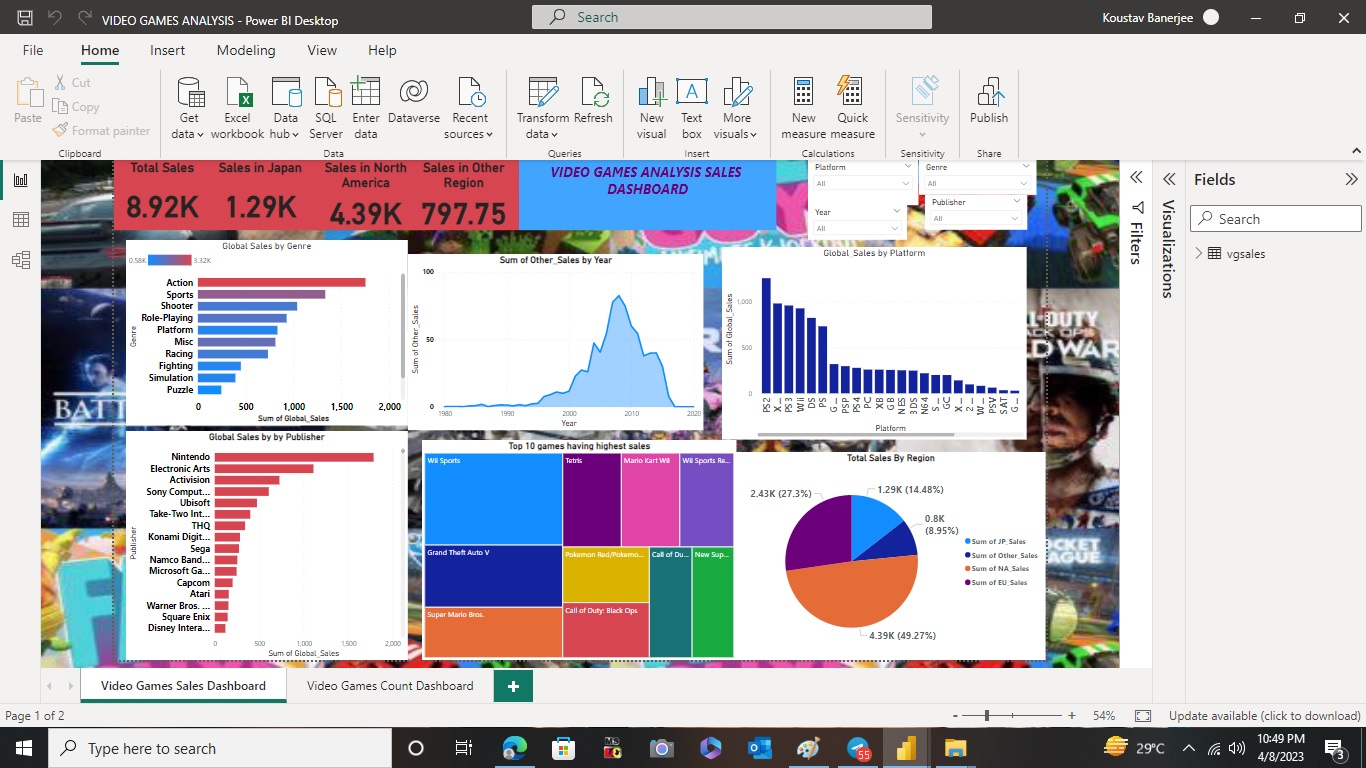 VIDEO GAMES ANALYSIS - Power BI Desktop
Search
Koustav Banerjee
File Home Insert Modeling View Help
Paste
Cut
Copy
Format painter
Clipboard
Get data
Excel workbook
Data hub
SQL Server
Enter data
Dataverse
Recent sources
Data
Transform data
Refresh
Queries
New visual
Text box
More visuals
Insert
New measure
Quick measure
Calculations
Sensitivity
Sensitivity
Publish
Share
Total Sales
8.92K
Sales in Japan
1.29K
Sales in North
America
4.39K
Sales in Other
Region
797.75
VIDEO GAMES ANALYSIS SALES
DASHBOARD
Platform
All
Genre
All
Year
All
Publisher
All
Filters
Visualizations
Fields
Search
vgsales
Global Sales by Genre
0.58K 3.32K
Genre
Action
Sports
Shooter
Role-Playing
Platform
Misc
Racing
Fighting
Simulation
Puzzle
0 500 1,000 1,500 2,000
Sum of Global_Sales
Sum of Other_Sales by Year
Sum of Other_Sales
100
50
0
1980 1990 2000 2010 2020
Year
Global_Sales by Platform
Sum of Global_Sales
1,000
500
0
PS2 X... PS3 Wii DS PS G... PSP PS4 PC XB GB NES 3DS N64 S... GC X... 2... W... PSV SAT G...
Platform
Global Sales by by Publisher
Publisher
Nintendo
Electronic Arts
Activision
Sony Comput...
Ubisoft
Take-Two Int...
THQ
Konami Digit...
Sega
Namco Band...
Microsoft Ga...
Capcom
Atari
Warner Bros. ...
Square Enix
Disney Intera...
0 500 1,000 1,500 2,000
Sum of Global_Sales
Top 10 games having highest sales
Wii Sports
Grand Theft Auto V
Super Mario Bros.
Tetris
Mario Kart Wii
Wii Sports Re...
Pokemon Red/Pokemo...
Call of Duty: Black Ops
Call of Du...
New Sup...
Total Sales By Region
2.43K (27.3%)
1.29K (14.48%)
0.8K
(8.95%)
4.39K (49.27%)
Sum of JP_Sales
Sum of Other_Sales
Sum of NA_Sales
Sum of EU_Sales
BATT
Video Games Sales Dashboard
Video Games Count Dashboard
Page 1 of 2
- + 54%
Update available (click to download)
Type here to search
55
29°C
10:49 PM
4/8/2023
3